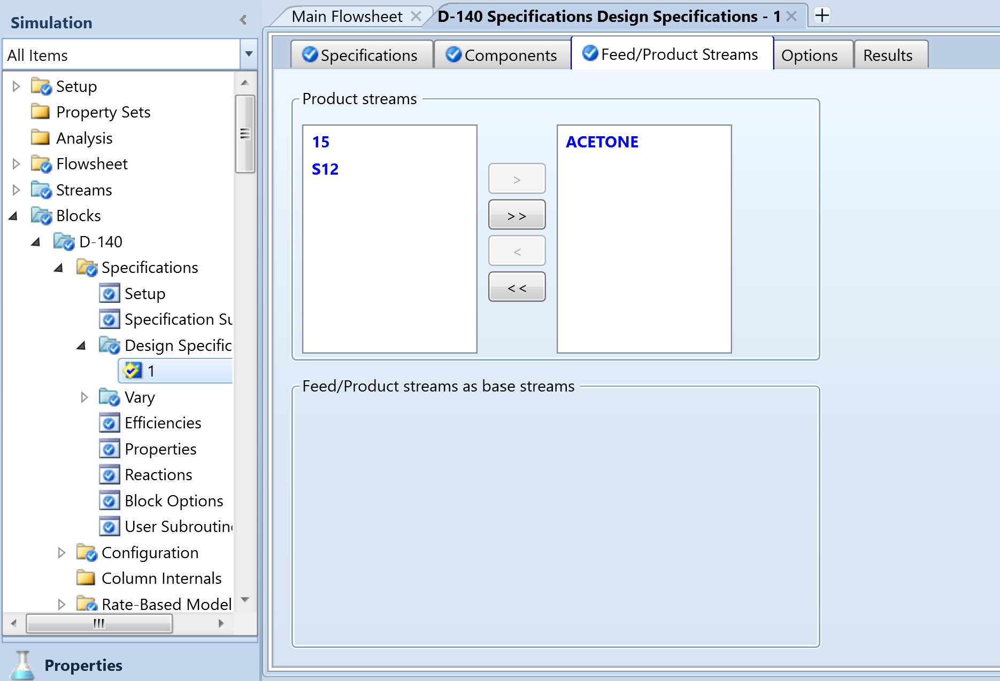 Simulation
All Items
Setup
Property Sets
Analysis
Flowsheet
Streams
Blocks
D-140
Specifications
Setup
Specification Su
Design Specific
1
Vary
Efficiencies
Properties
Reactions
Block Options
User Subroutine
Configuration
Column Internals
Rate-Based Model
Properties
Main Flowsheet
D-140 Specifications Design Specifications - 1
Specifications
Components
Feed/Product Streams
Options
Results
Product streams
15
S12
>
>>
<
<<
ACETONE
Feed/Product streams as base streams